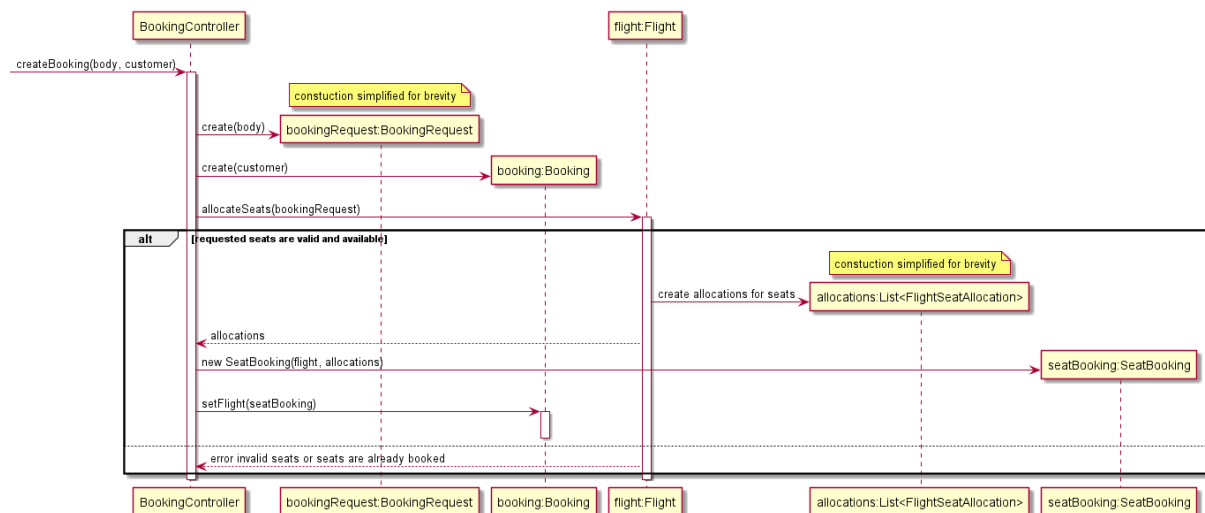 BookingController
flight:Flight
createBooking(body, customer)
constuction simplified for brevity
create(body)
bookingRequest:BookingRequest
create(customer)
booking:Booking
allocateSeats(bookingRequest)
alt
[requested seats are valid and available]
constuction simplified for brevity
create allocations for seats
allocations:List<FlightSeatAllocation>
allocations
new SeatBooking(flight, allocations)
seatBooking:SeatBooking
setFlight(seatBooking)
error invalid seats or seats are already booked
BookingController
bookingRequest:BookingRequest
booking:Booking
flight:Flight
allocations:List<FlightSeatAllocation>
seatBooking:SeatBooking